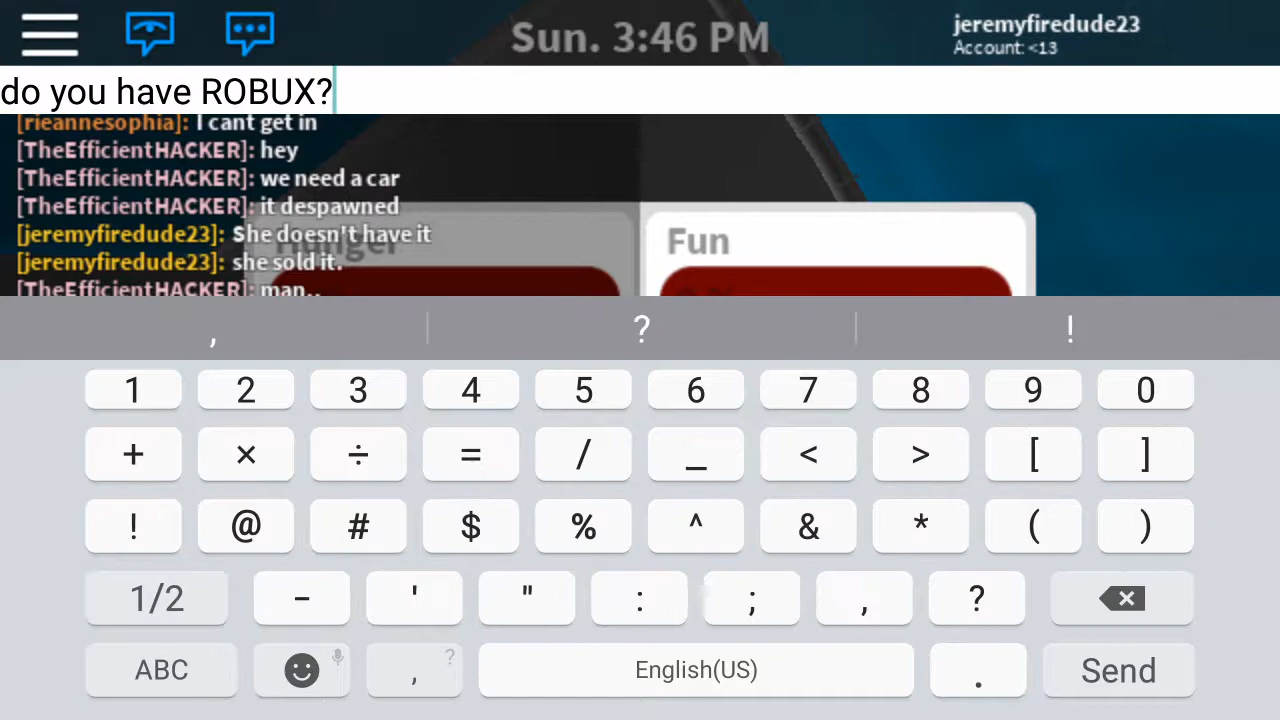 Sun. 3:46 PM
jeremyfiredude23
Account: <13
do you have ROBUX?
[rieannesophia]: I cant get in
[TheEfficientHACKER]: hey
[TheEfficientHACKER]: we need a car
[TheEfficientHACKER]: it despawned
[jeremyfiredude23]: She doesn't have it
[jeremyfiredude23]: she sold it.
[TheEfficientHACKER]: man..
Hunger
Fun
, ? !
1 2 3 4 5 6 7 8 9 0
+ × ÷ = / _ < > [ ]
! @ # $ % ^ & * ( )
1/2 - ' " : ; , ?
ABC , ? English(US) . Send